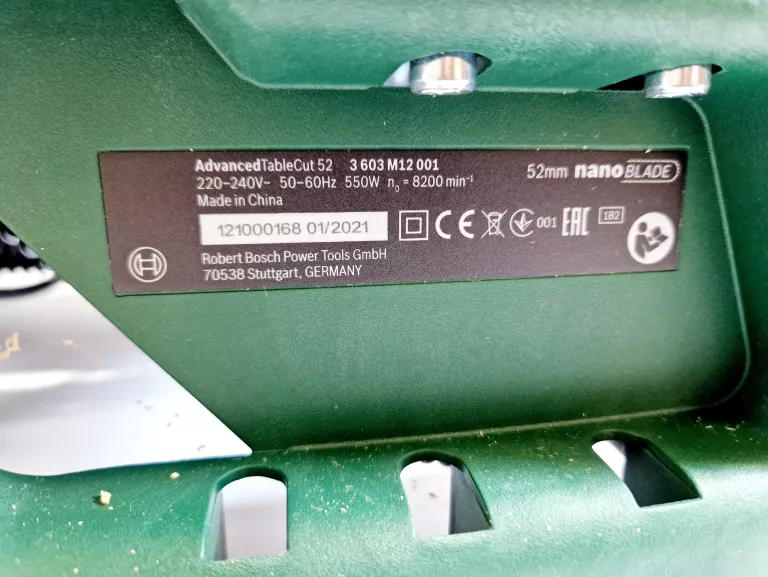 AdvancedTableCut 52 3 603 M12 001
220-240V~ 50-60Hz 550W n₀ = 8200 min⁻¹
Made in China
52mm nanoBLADE
121000168 01/2021
CE
001
EAC
182
Robert Bosch Power Tools GmbH
70538 Stuttgart, GERMANY